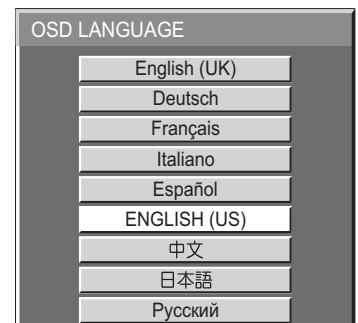 OSD LANGUAGE
English (UK)
Deutsch
Français
Italiano
Español
ENGLISH (US)
中文
日本語
Русский